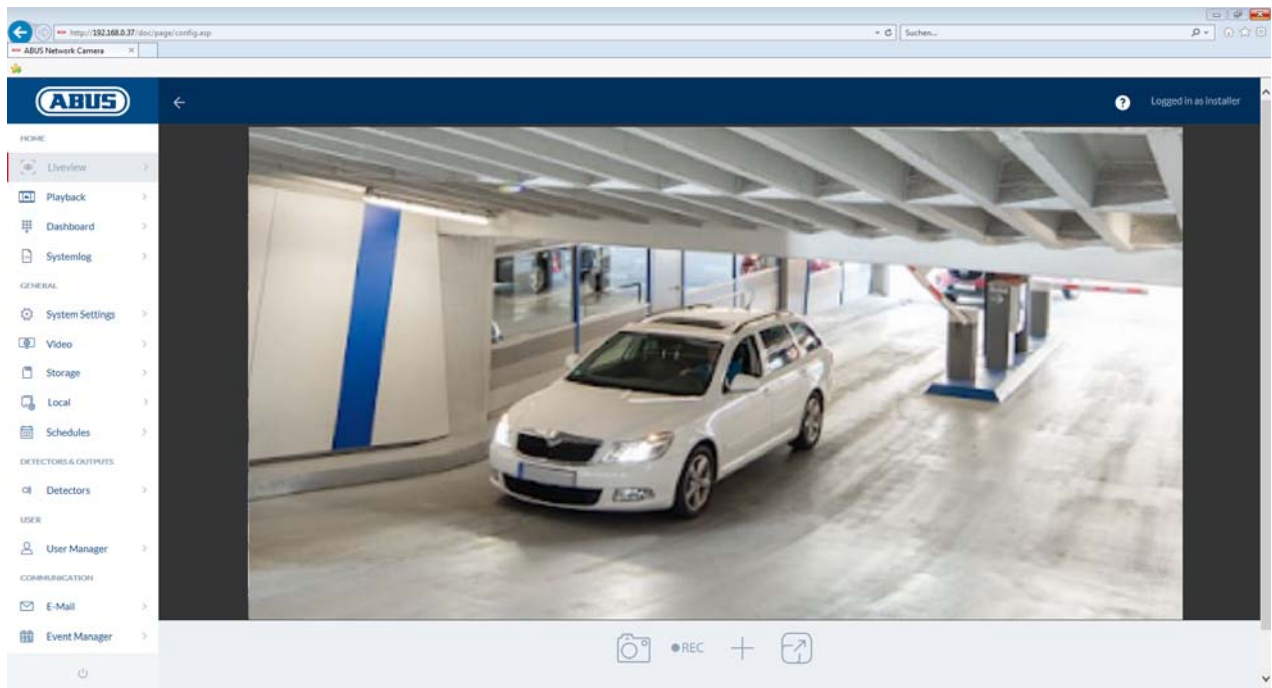 http://192.168.0.37/doc/page/config.asp
Suchen...
ABUS Network Camera
ABUS
Logged in as installer
HOME
Liveview
Playback
Dashboard
Systemlog
GENERAL
System Settings
Video
Storage
Local
Schedules
DETECTORS & OUTPUTS
Detectors
USER
User Manager
COMMUNICATION
E-Mail
Event Manager
REC